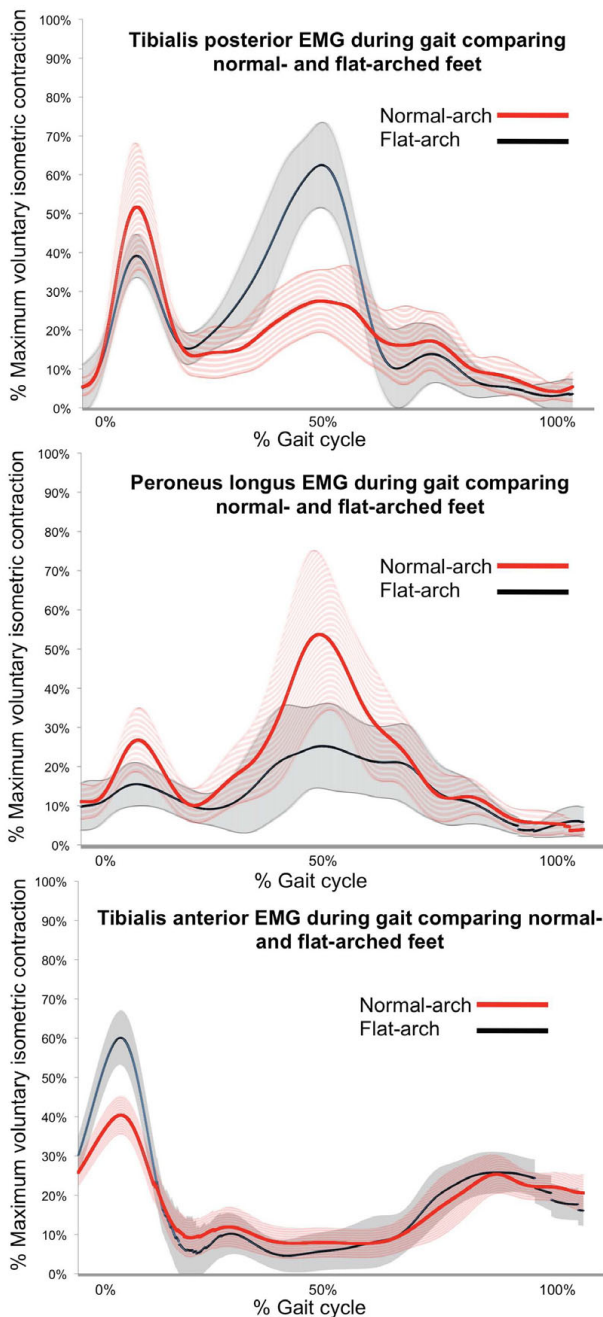 Tibialis posterior EMG during gait comparing
normal- and flat-arched feet
Normal-arch
Flat-arch
% Maximum voluntary isometric contraction
100%
90%
80%
70%
60%
50%
40%
30%
20%
10%
0%
0% 50% 100%
% Gait cycle
Peroneus longus EMG during gait comparing
normal- and flat-arched feet
Normal-arch
Flat-arch
% Maximum voluntary isometric contraction
100%
90%
80%
70%
60%
50%
40%
30%
20%
10%
0%
0% 50% 100%
% Gait cycle
Tibialis anterior EMG during gait comparing normal-
and flat-arched feet
Normal-arch
Flat-arch
% Maximum voluntary isometric contraction
100%
90%
80%
70%
60%
50%
40%
30%
20%
10%
0%
0% 50% 100%
% Gait cycle